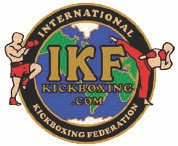 INTERNATIONAL
IKF
KICKBOXING
.COM
KICKBOXING FEDERATION